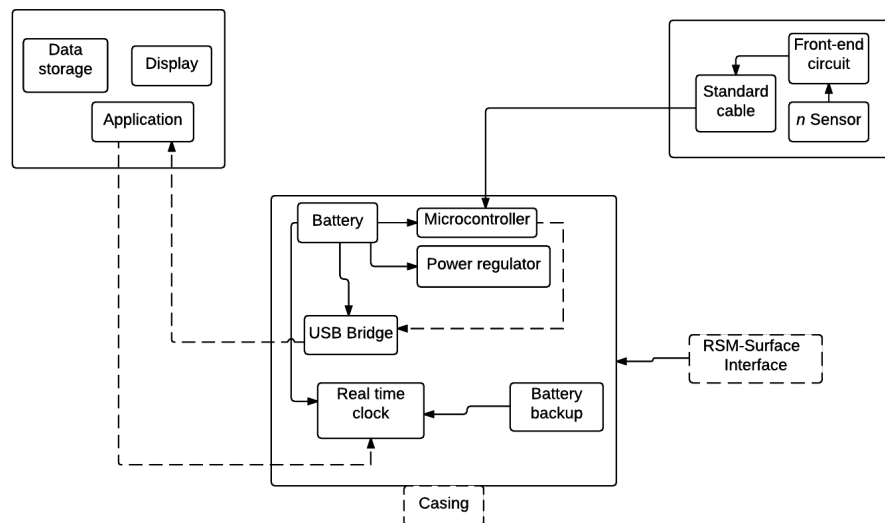 Data
storage
Display
Application
Front-end
circuit
Standard
cable
n Sensor
Battery
Microcontroller
Power regulator
USB Bridge
RSM-Surface
Interface
Real time
clock
Battery
backup
Casing